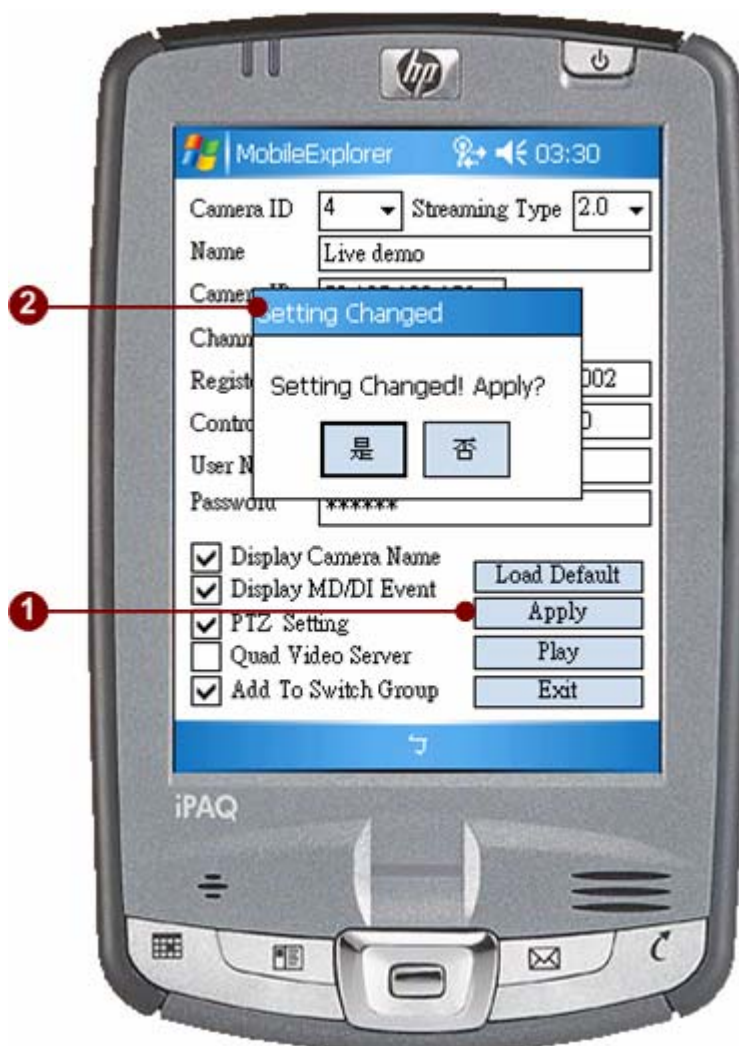 hp
MobileExplorer 03:30
Camera ID 4 Streaming Type 2.0
Name Live demo
Setting Changed
Regist 002
Setting Changed! Apply?
是 否
User N
Password ******
Display Camera Name
Display MD/DI Event
PTZ Setting
Quad Video Server
Add To Switch Group
Load Default
Apply
Play
Exit
2
1
iPAQ